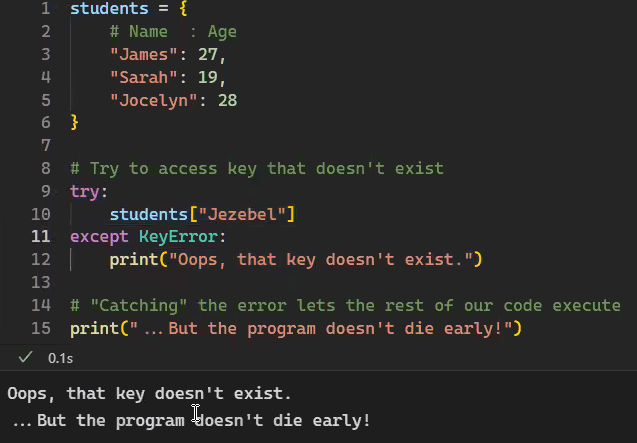 1 students = {
2     # Name  : Age
3     "James": 27,
4     "Sarah": 19,
5     "Jocelyn": 28
6 }
7
8 # Try to access key that doesn't exist
9 try:
10     students["Jezebel"]
11 except KeyError:
12     print("Oops, that key doesn't exist.")
13
14 # "Catching" the error lets the rest of our code execute
15 print("...But the program doesn't die early!")
✓ 0.1s
Oops, that key doesn't exist.
...But the program doesn't die early!